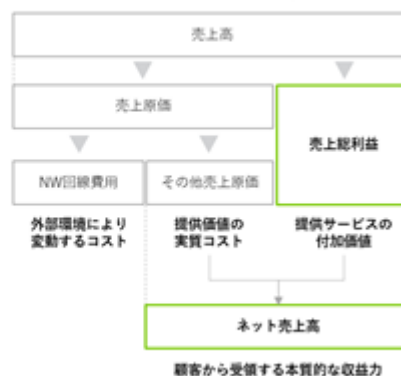 売上高
売上原価
売上総利益
NW回線費用
その他売上原価
外部環境により
変動するコスト
提供価値の
実質コスト
提供サービスの
付加価値
ネット売上高
顧客から受領する本質的な収益力